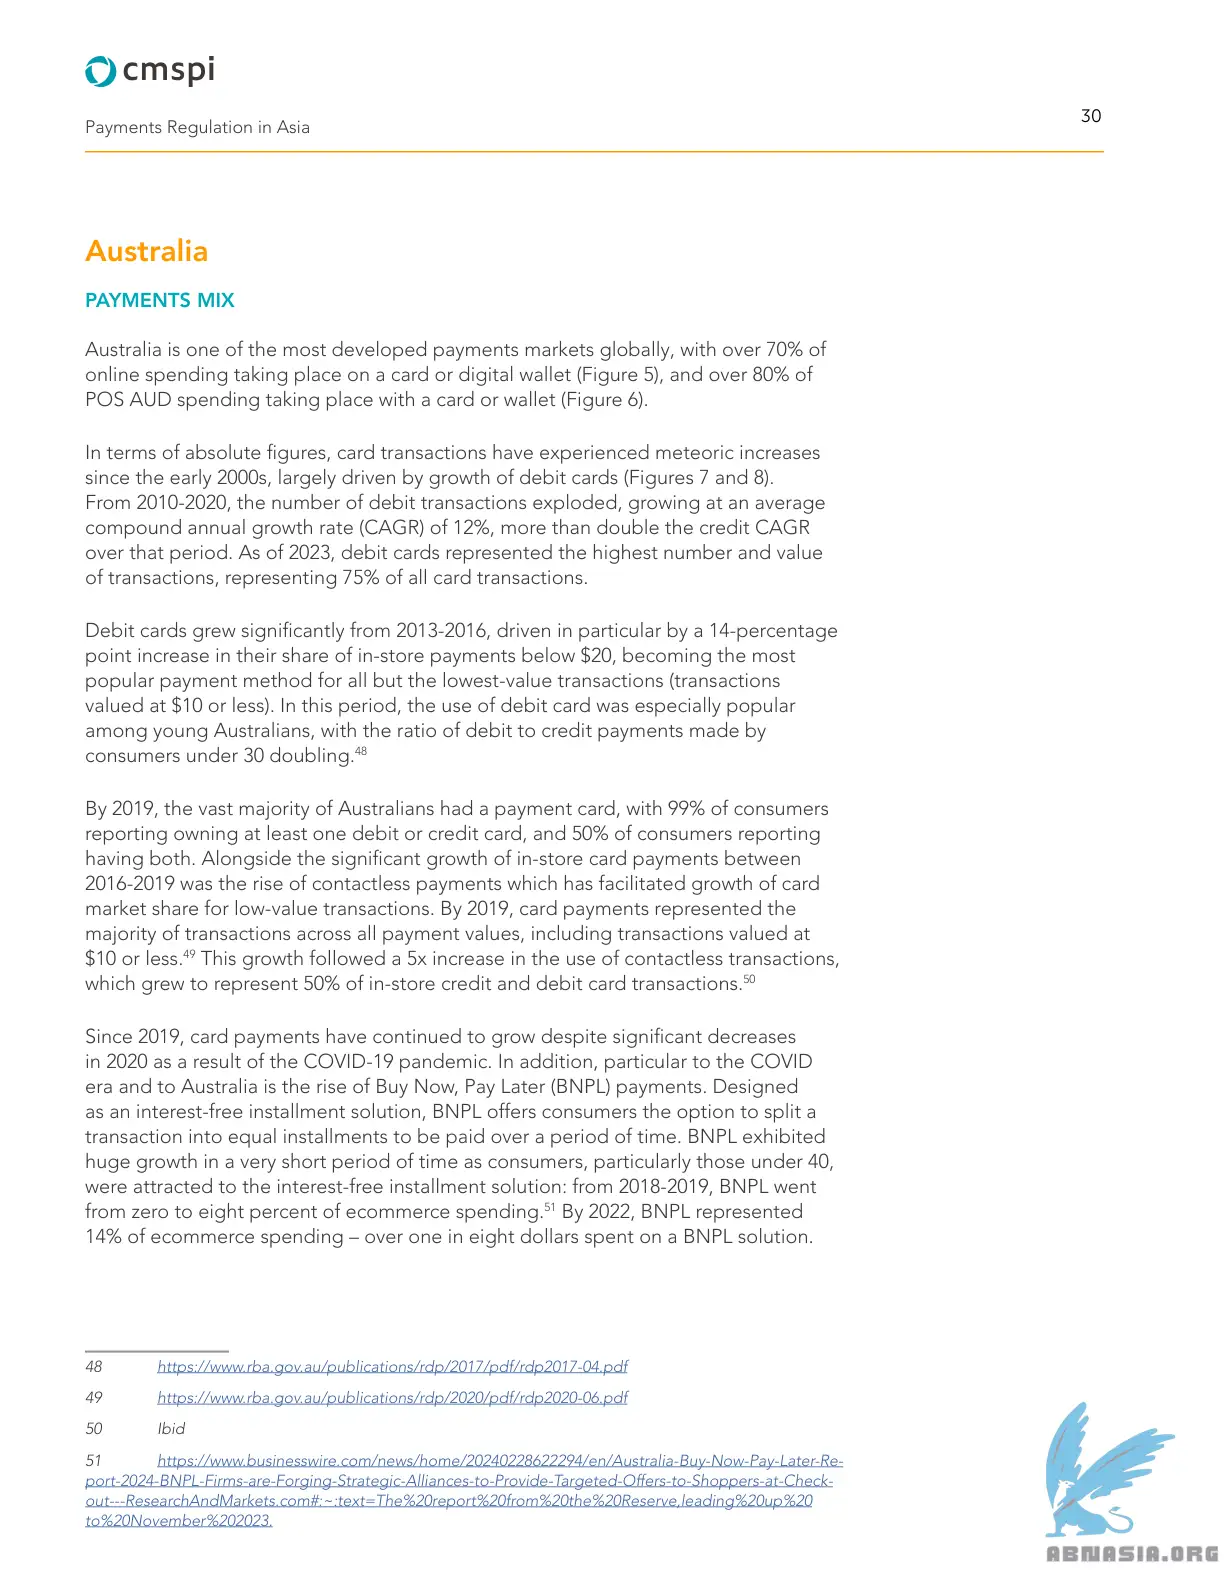 cmspi
Payments Regulation in Asia
30
Australia
PAYMENTS MIX
Australia is one of the most developed payments markets globally, with over 70% of
online spending taking place on a card or digital wallet (Figure 5), and over 80% of
POS AUD spending taking place with a card or wallet (Figure 6).
In terms of absolute figures, card transactions have experienced meteoric increases
since the early 2000s, largely driven by growth of debit cards (Figures 7 and 8).
From 2010-2020, the number of debit transactions exploded, growing at an average
compound annual growth rate (CAGR) of 12%, more than double the credit CAGR
over that period. As of 2023, debit cards represented the highest number and value
of transactions, representing 75% of all card transactions.
Debit cards grew significantly from 2013-2016, driven in particular by a 14-percentage
point increase in their share of in-store payments below $20, becoming the most
popular payment method for all but the lowest-value transactions (transactions
valued at $10 or less). In this period, the use of debit card was especially popular
among young Australians, with the ratio of debit to credit payments made by
consumers under 30 doubling.48
By 2019, the vast majority of Australians had a payment card, with 99% of consumers
reporting owning at least one debit or credit card, and 50% of consumers reporting
having both. Alongside the significant growth of in-store card payments between
2016-2019 was the rise of contactless payments which has facilitated growth of card
market share for low-value transactions. By 2019, card payments represented the
majority of transactions across all payment values, including transactions valued at
$10 or less.49 This growth followed a 5x increase in the use of contactless transactions,
which grew to represent 50% of in-store credit and debit card transactions.50
Since 2019, card payments have continued to grow despite significant decreases
in 2020 as a result of the COVID-19 pandemic. In addition, particular to the COVID
era and to Australia is the rise of Buy Now, Pay Later (BNPL) payments. Designed
as an interest-free installment solution, BNPL offers consumers the option to split a
transaction into equal installments to be paid over a period of time. BNPL exhibited
huge growth in a very short period of time as consumers, particularly those under 40,
were attracted to the interest-free installment solution: from 2018-2019, BNPL went
from zero to eight percent of ecommerce spending.51 By 2022, BNPL represented
14% of ecommerce spending – over one in eight dollars spent on a BNPL solution.
48 https://www.rba.gov.au/publications/rdp/2017/pdf/rdp2017-04.pdf
49 https://www.rba.gov.au/publications/rdp/2020/pdf/rdp2020-06.pdf
50 Ibid
51 https://www.businesswire.com/news/home/20240228622294/en/Australia-Buy-Now-Pay-Later-Re-
port-2024-BNPL-Firms-are-Forging-Strategic-Alliances-to-Provide-Targeted-Offers-to-Shoppers-at-Check-
out---ResearchAndMarkets.com#:~:text=The%20report%20from%20the%20Reserve,leading%20up%20
to%20November%202023.
ABNASIA.ORG